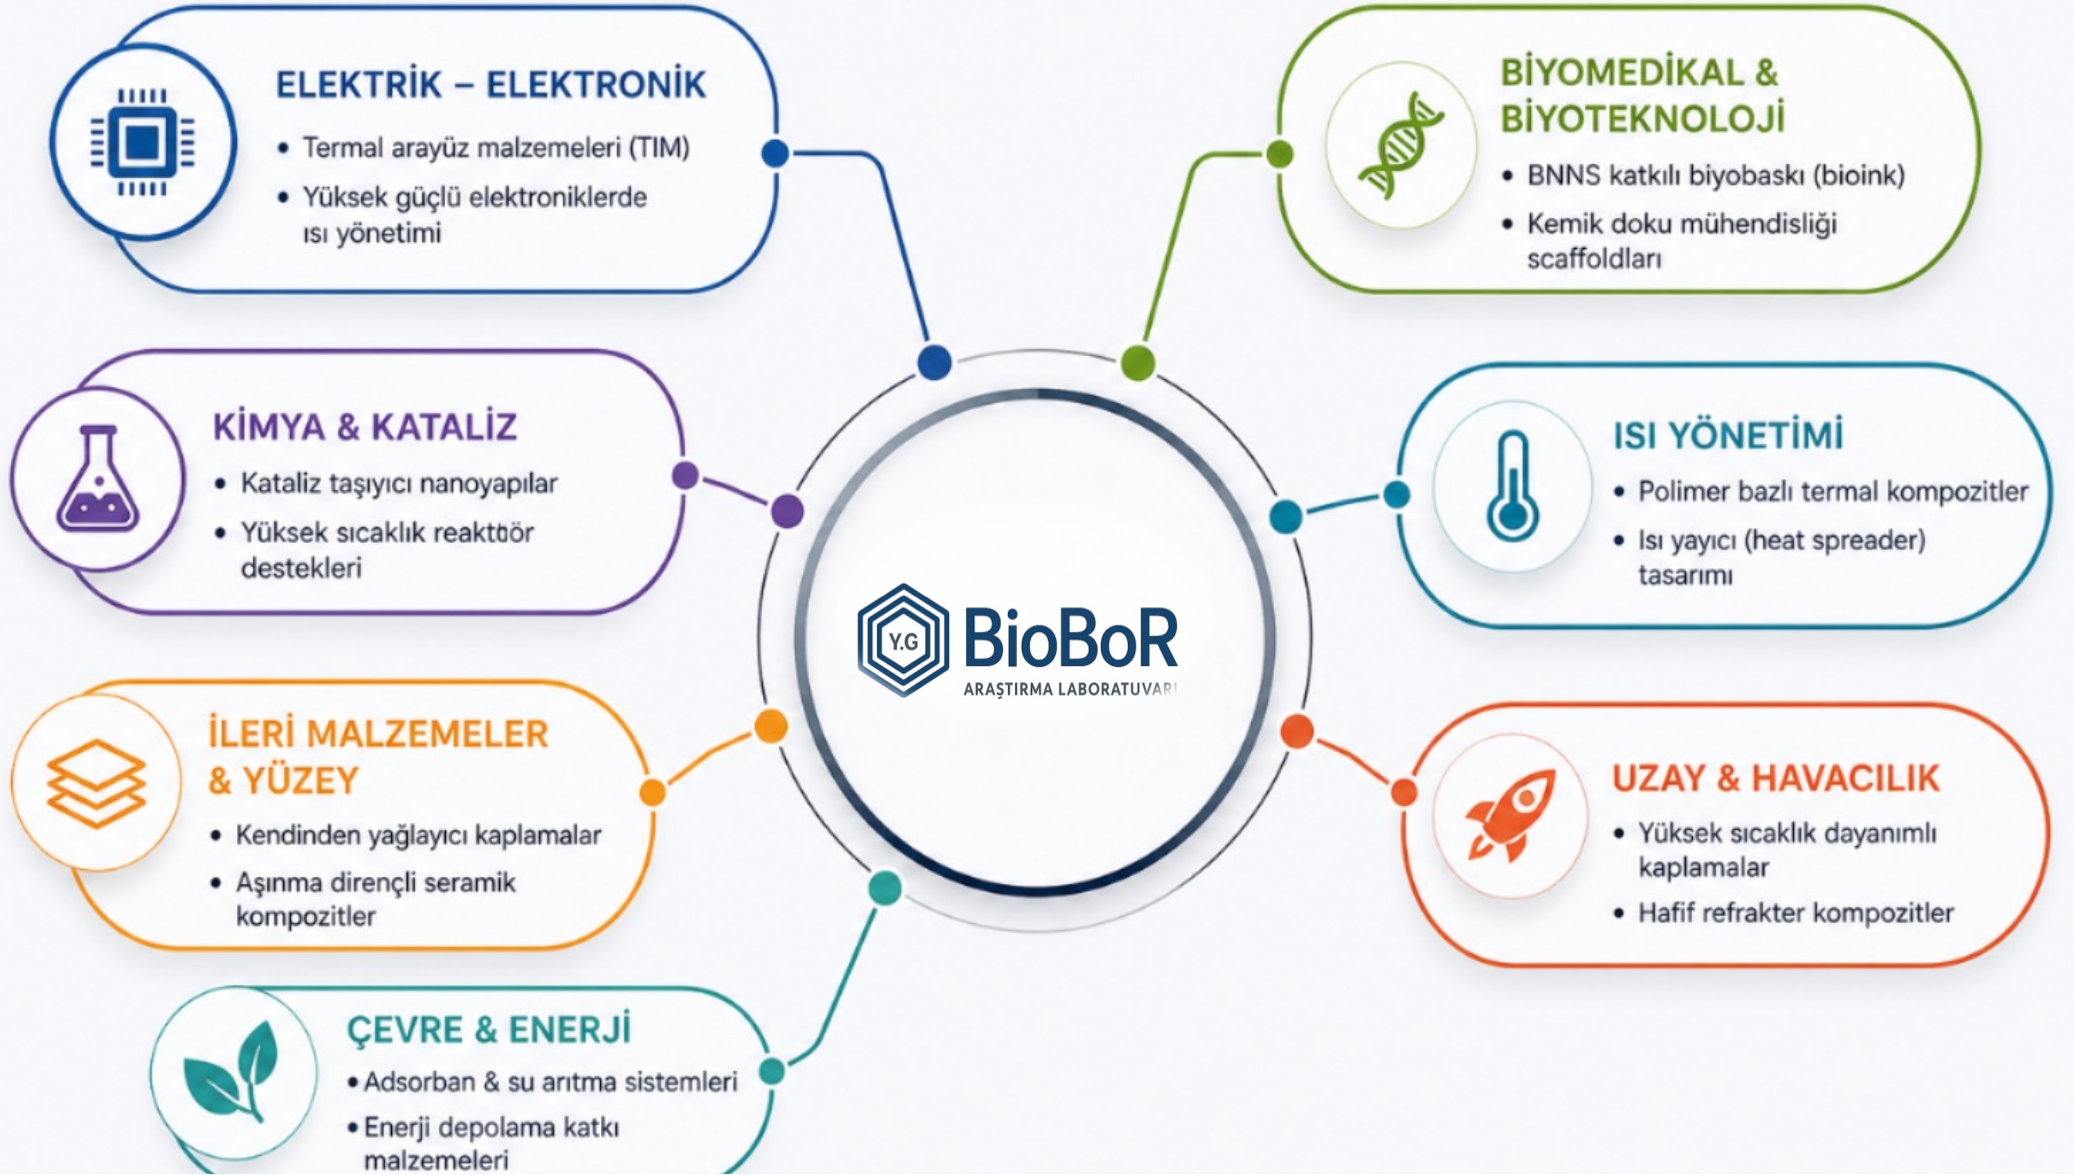 ELEKTRİK – ELEKTRONİK
• Termal arayüz malzemeleri (TIM)
• Yüksek güçlü elektroniklerde
ısı yönetimi
BİYOMEDİKAL &
BİYOTEKNOLOJİ
• BNNS katkılı biyobaskı (bioink)
• Kemik doku mühendisliği
scaffoldları
KİMYA & KATALİZ
• Kataliz taşıyıcı nanoyapılar
• Yüksek sıcaklık reakttör
destekleri
ISI YÖNETİMİ
• Polimer bazlı termal kompozitler
• Isı yayıcı (heat spreader)
tasarımı
Y.G
BioBoR
ARAŞTIRMA LABORATUVARI
İLERİ MALZEMELER
& YÜZEY
• Kendinden yağlayıcı kaplamalar
• Aşınma dirençli seramik
kompozitler
UZAY & HAVACILIK
• Yüksek sıcaklık dayanımlı
kaplamalar
• Hafif refrakter kompozitler
ÇEVRE & ENERJİ
• Adsorban & su arıtma sistemleri
• Enerji depolama katkı
malzemeleri